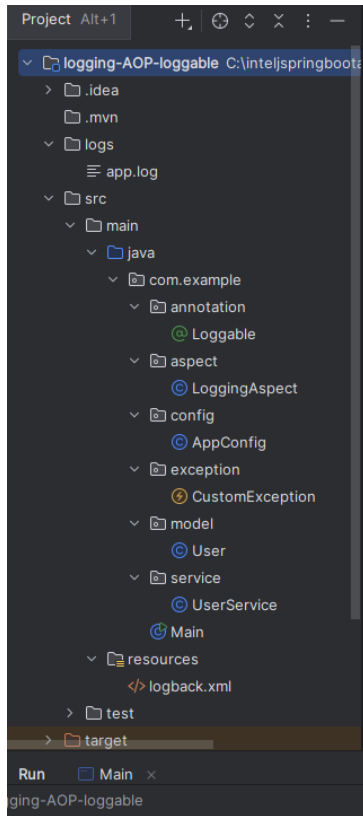 Project Alt+1
logging-AOP-loggable C:\inteljspringboota
.idea
.mvn
logs
app.log
src
main
java
com.example
annotation
Loggable
aspect
LoggingAspect
config
AppConfig
exception
CustomException
model
User
service
UserService
Main
resources
logback.xml
test
target
Run Main
ging-AOP-loggable